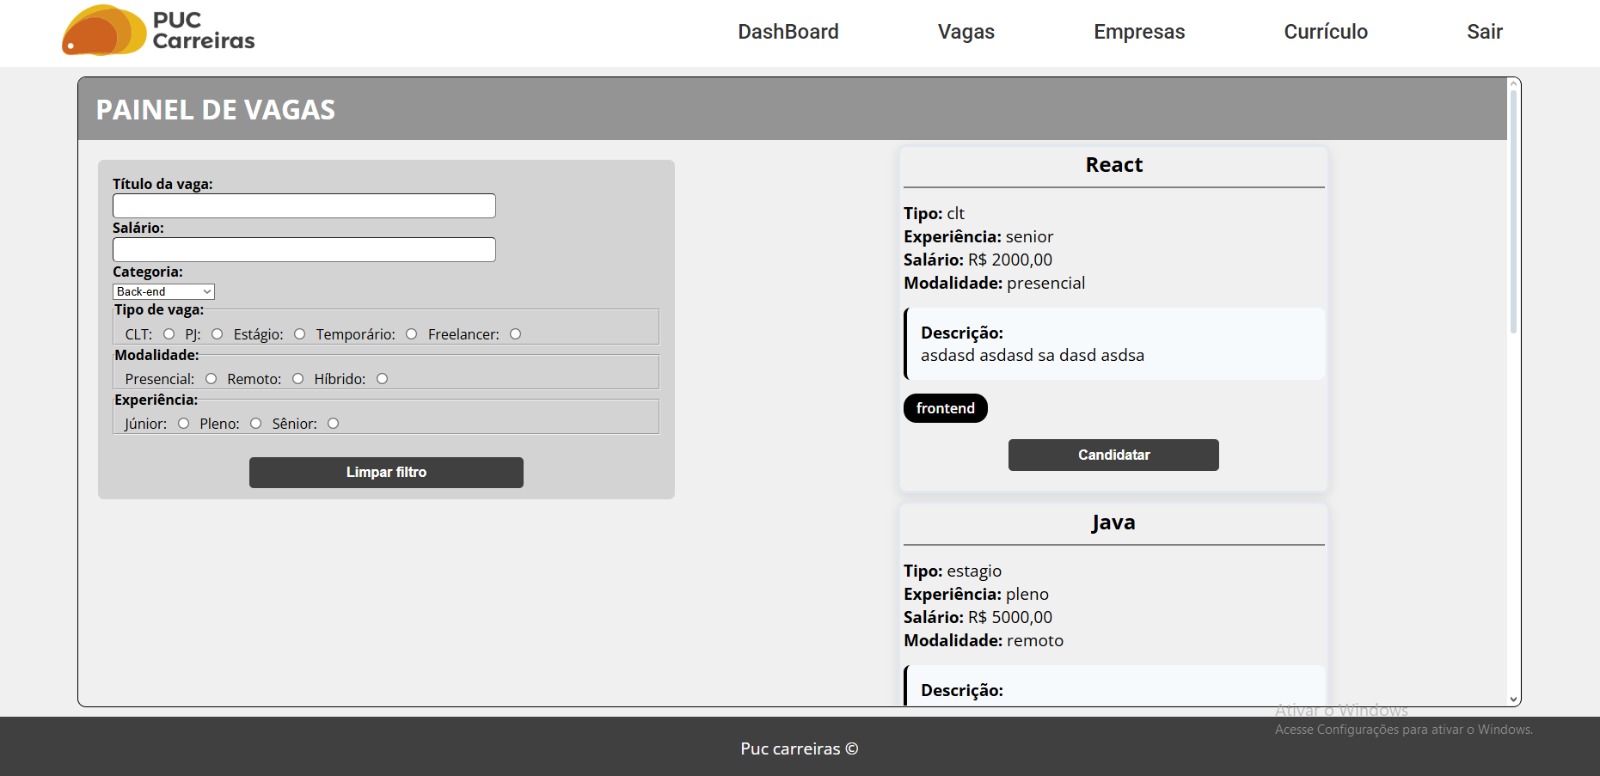 PUC
Carreiras
DashBoard
Vagas
Empresas
Currículo
Sair
PAINEL DE VAGAS
Título da vaga:
Salário:
Categoria:
Back-end
Tipo de vaga:
CLT: PJ: Estágio: Temporário: Freelancer:
Modalidade:
Presencial: Remoto: Híbrido:
Experiência:
Júnior: Pleno: Sênior:
Limpar filtro
React
Tipo: clt
Experiência: senior
Salário: R$ 2000,00
Modalidade: presencial
Descrição:
asdasd asdasd sa dasd asdsa
frontend
Candidatar
Java
Tipo: estagio
Experiência: pleno
Salário: R$ 5000,00
Modalidade: remoto
Descrição:
Ativar o Windows
Acesse Configurações para ativar o Windows.
Puc carreiras ©